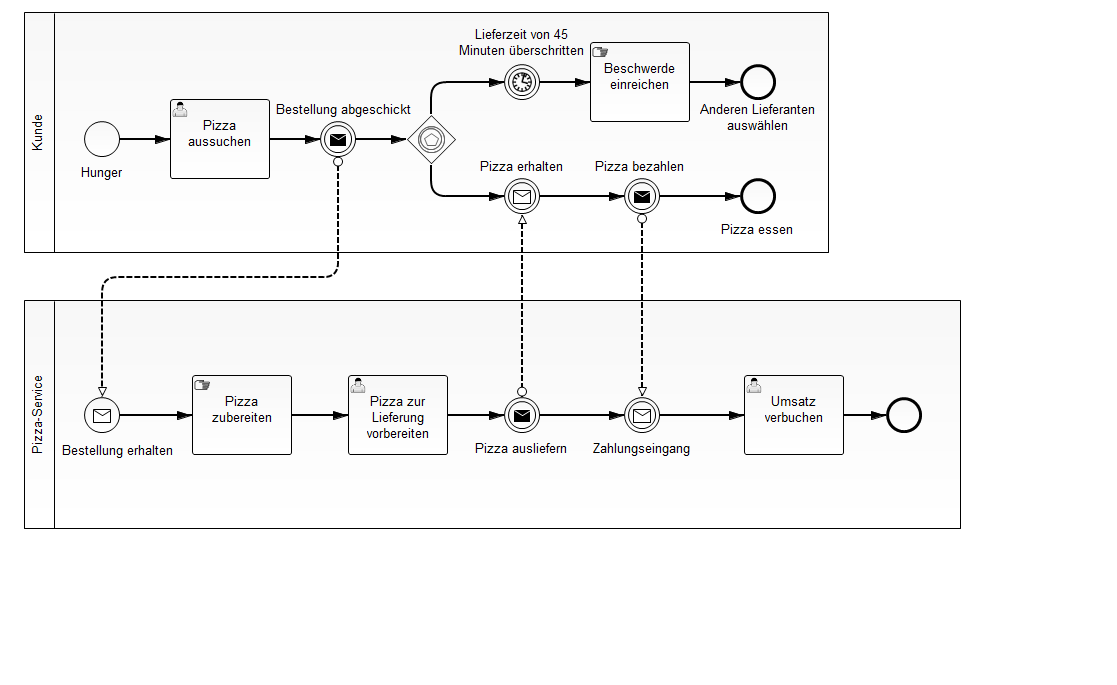 Kunde
Hunger
Pizza
aussuchen
Bestellung abgeschickt
Lieferzeit von 45
Minuten überschritten
Beschwerde
einreichen
Anderen Lieferanten
auswählen
Pizza erhalten
Pizza bezahlen
Pizza essen
Pizza-Service
Bestellung erhalten
Pizza
zubereiten
Pizza zur
Lieferung
vorbereiten
Pizza ausliefern
Zahlungseingang
Umsatz
verbuchen